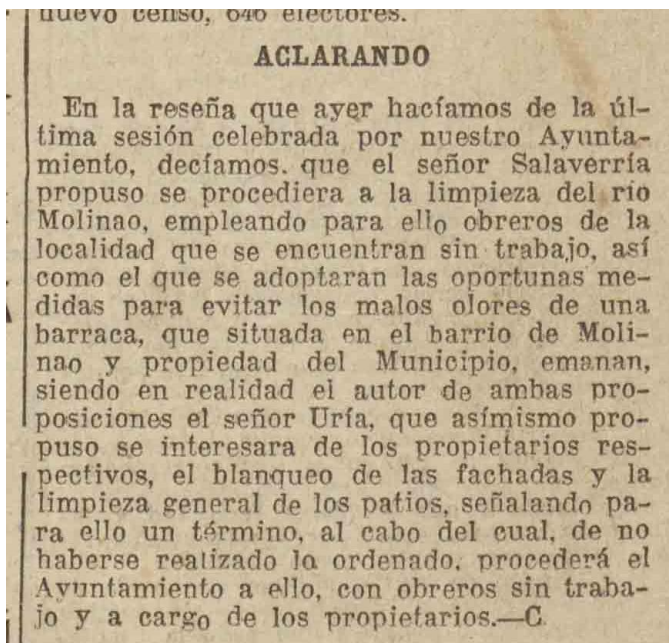 nuevo censo, 646 electores.
ACLARANDO
En la reseña que ayer hacíamos de la úl-
tima sesión celebrada por nuestro Ayunta-
miento, decíamos. que el señor Salaverría
propuso se procediera a la limpieza del río
Molinao, empleando para ello obreros de la
localidad que se encuentran sin trabajo, así
como el que se adoptaran las oportunas me-
didas para evitar los malos olores de una
barraca, que situada en el barrio de Moli-
nao y propiedad del Municipio, emanan,
siendo en realidad el autor de ambas pro-
posiciones el señor Uría, que asímismo pro-
puso se interesara de los propietarios res-
pectivos, el blanqueo de las fachadas y la
limpieza general de los patios, señalando pa-
ra ello un término, al cabo del cual, de no
haberse realizado lo ordenado, procederá el
Ayuntamiento a ello, con obreros sin traba-
jo y a cargo de los propietarios.—C.